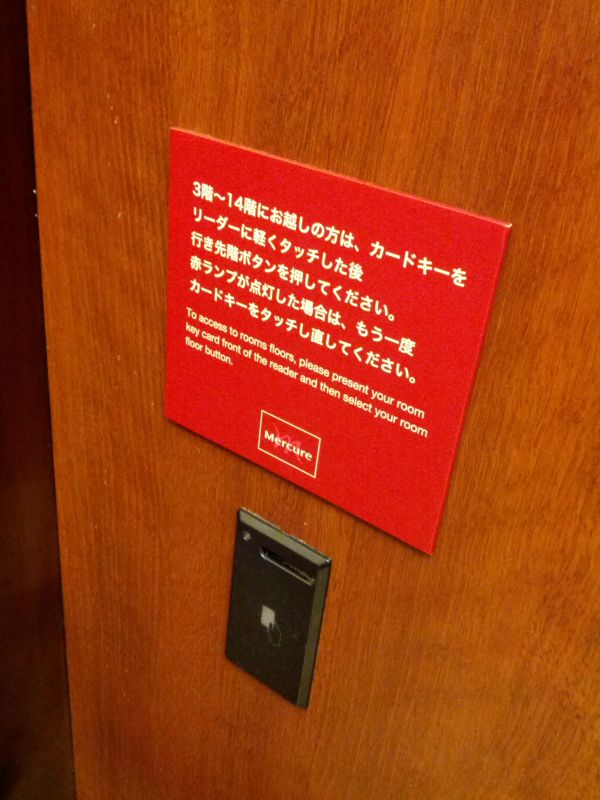 3階〜14階にお越しの方は、カードキーを
リーダーに軽くタッチした後
行き先階ボタンを押してください。
赤ランプが点灯した場合は、もう一度
カードキーをタッチし直してください。
To access to rooms floors, please present your room
key card front of the reader and then select your room
floor button.
Mercure